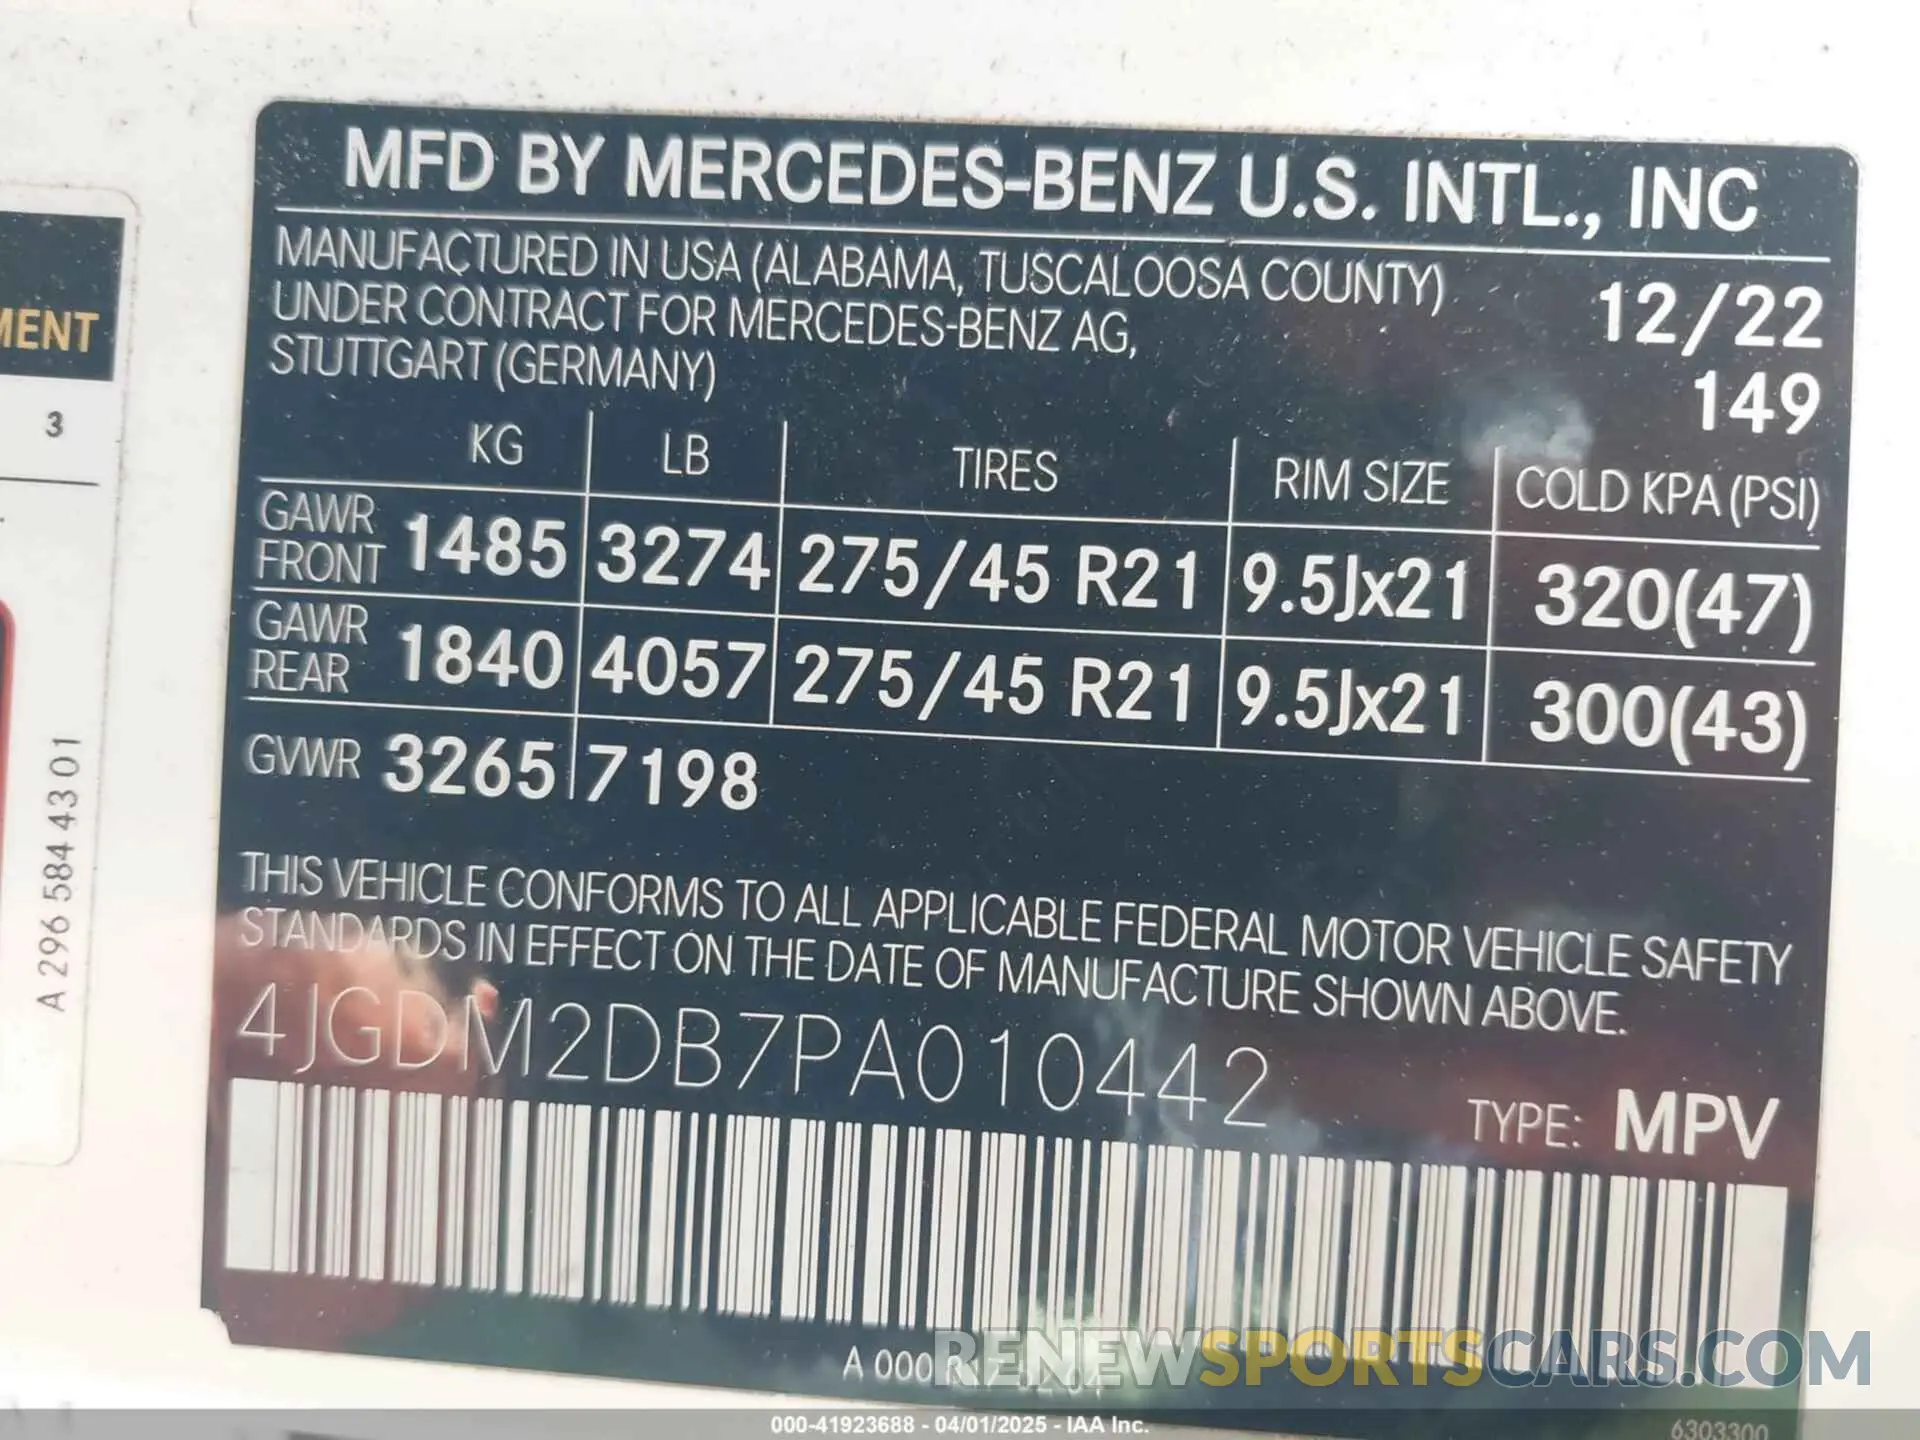 MFD BY MERCEDES-BENZ U.S. INTL., INC
MANUFACTURED IN USA (ALABAMA, TUSCALOOSA COUNTY)
UNDER CONTRACT FOR MERCEDES-BENZ AG,
STUTTGART (GERMANY)
12/22
149
KG LB TIRES RIM SIZE COLD KPA (PSI)
GAWR FRONT 1485 3274 275/45 R21 9.5Jx21 320(47)
GAWR REAR 1840 4057 275/45 R21 9.5Jx21 300(43)
GVWR 3265 7198
THIS VEHICLE CONFORMS TO ALL APPLICABLE FEDERAL MOTOR VEHICLE SAFETY
STANDARDS IN EFFECT ON THE DATE OF MANUFACTURE SHOWN ABOVE.
4JGDM2DB7PA010442
TYPE: MPV
A 000
RENEWSPORTSCARS.COM
000-41923688 - 04/01/2025 - IAA Inc.
6303300
MENT
3
A 296 584 43 01